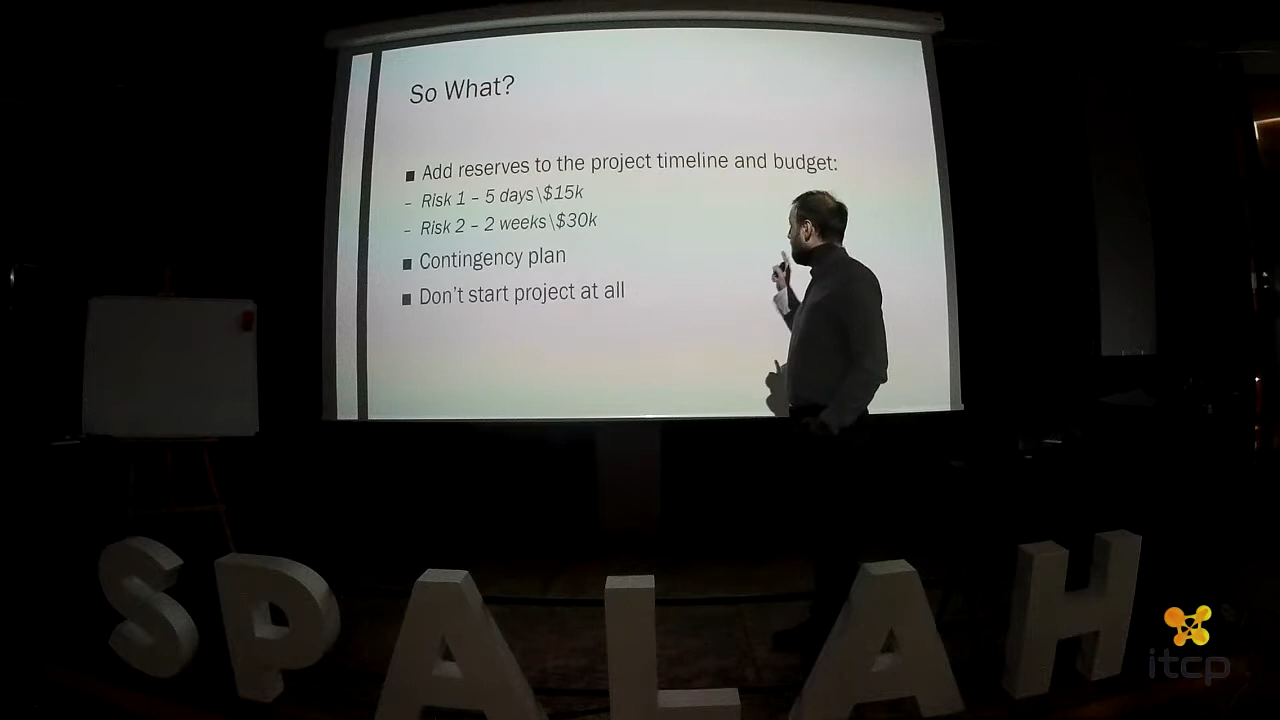 So What?
■ Add reserves to the project timeline and budget:
– Risk 1 – 5 days\$15k
– Risk 2 – 2 weeks\$30k
■ Contingency plan
■ Don't start project at all
SPALAH
itcp